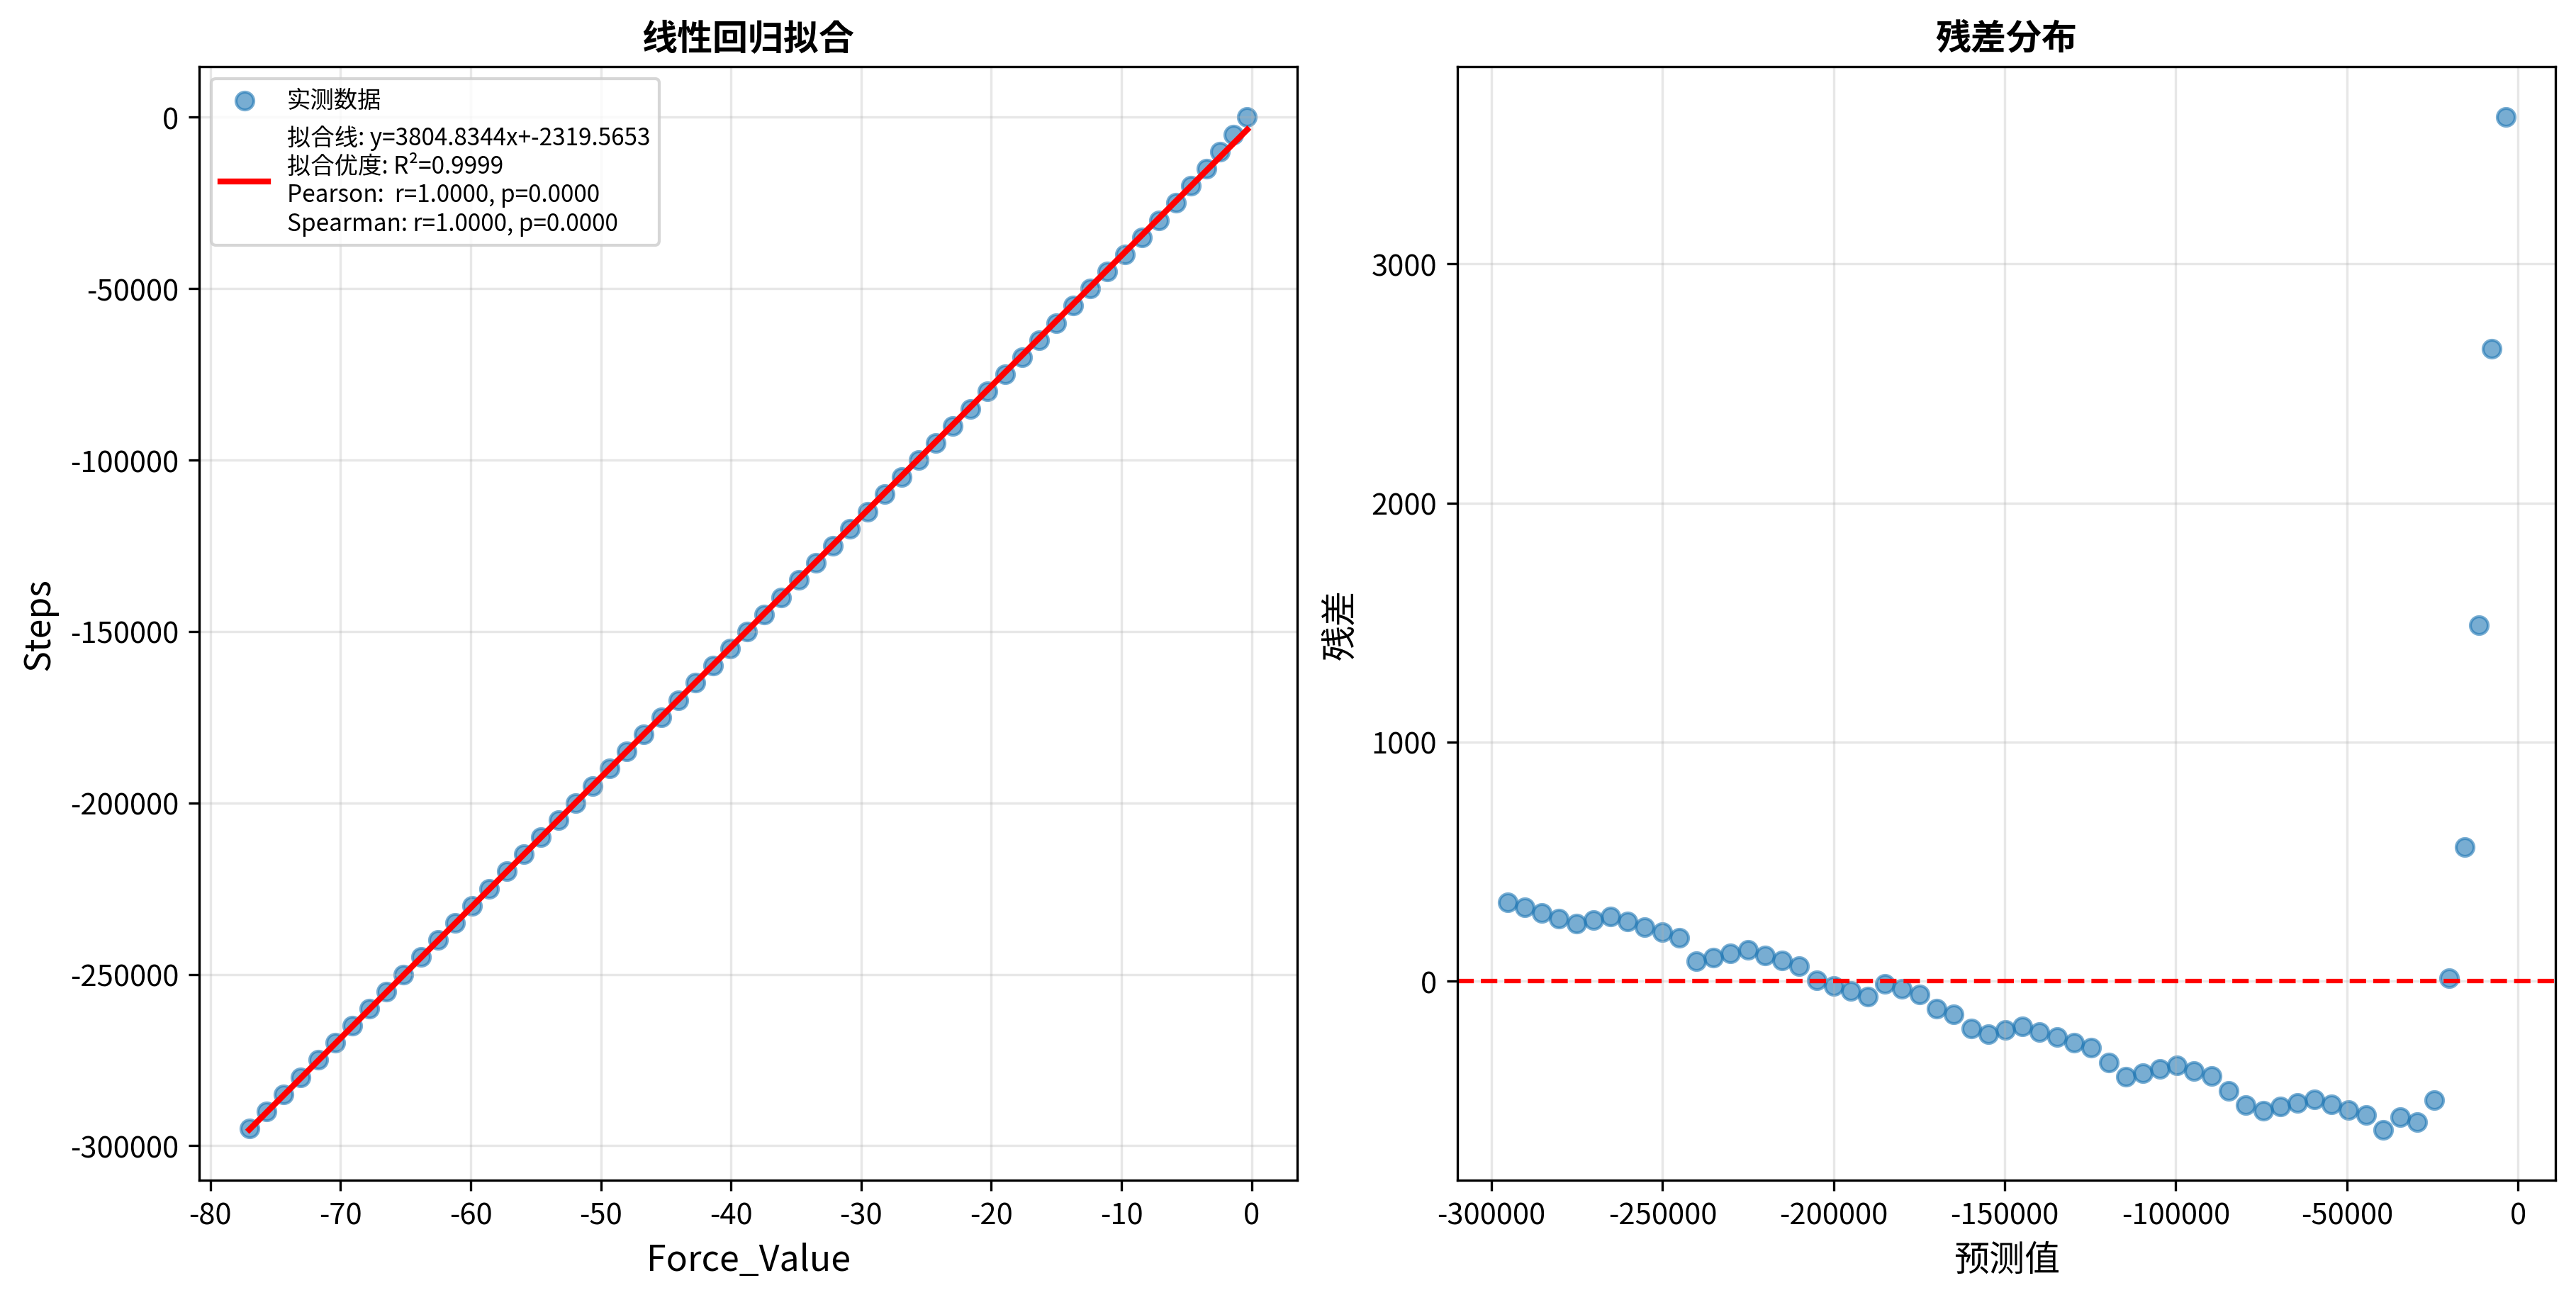 线性回归拟合
实测数据
拟合线: y=3804.8344x+-2319.5653
拟合优度: R²=0.9999
Pearson:  r=1.0000, p=0.0000
Spearman: r=1.0000, p=0.0000
0
-50000
-100000
-150000
-200000
-250000
-300000
Steps
-80 -70 -60 -50 -40 -30 -20 -10 0
Force_Value
残差分布
3000
2000
1000
0
残差
-300000 -250000 -200000 -150000 -100000 -50000 0
预测值